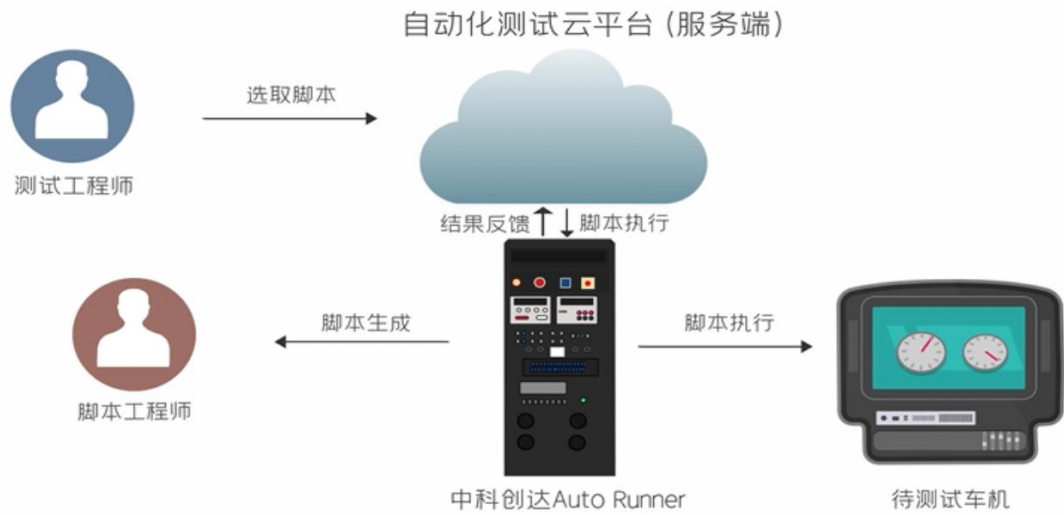 自动化测试云平台 (服务端)
选取脚本
测试工程师
结果反馈
脚本执行
脚本生成
脚本执行
脚本工程师
中科创达Auto Runner
待测试车机